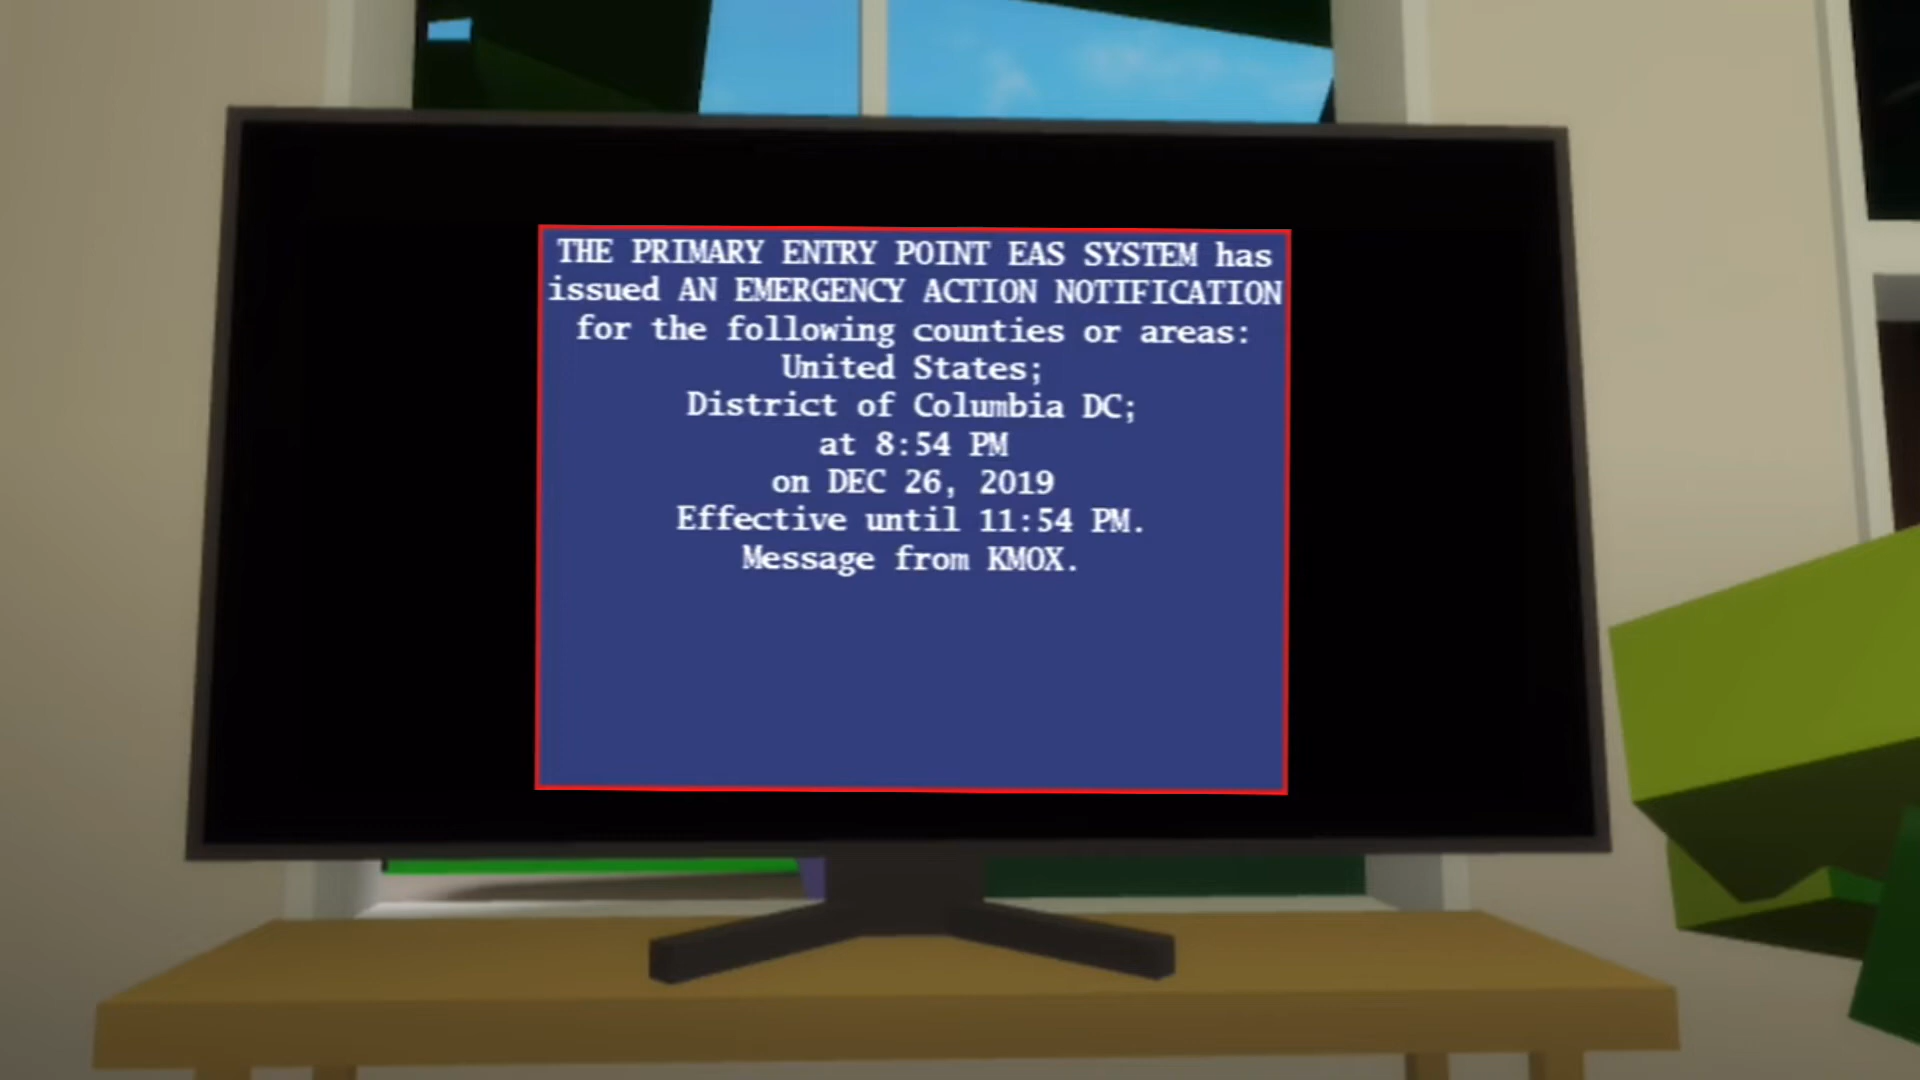 THE PRIMARY ENTRY POINT EAS SYSTEM has
issued AN EMERGENCY ACTION NOTIFICATION
for the following counties or areas:
United States;
District of Columbia DC;
at 8:54 PM
on DEC 26, 2019
Effective until 11:54 PM.
Message from KMOX.